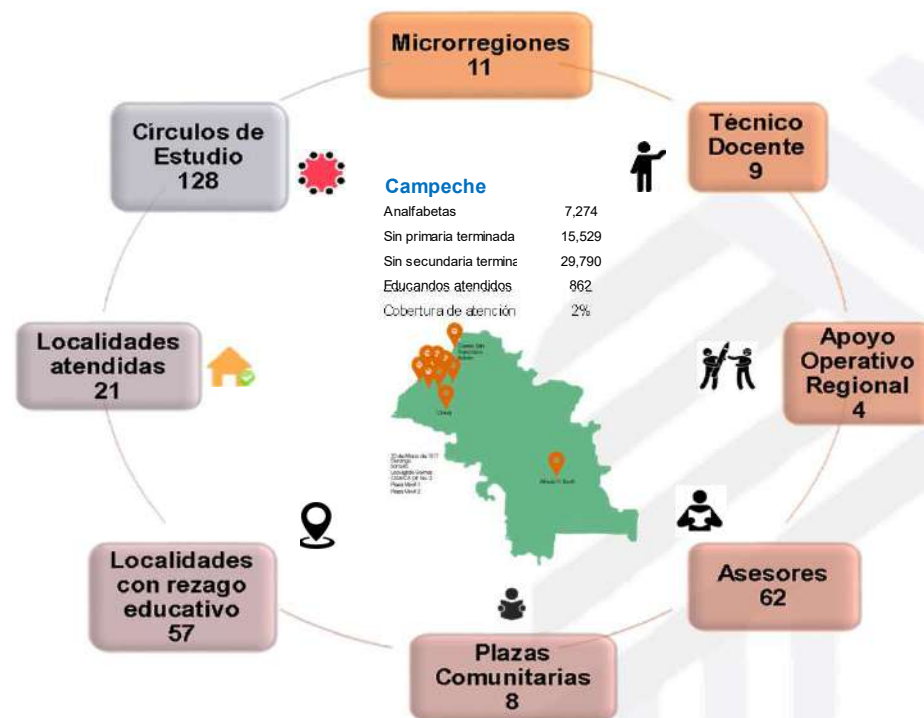 Microrregiones
11
Técnico
Docente
9
Apoyo
Operativo
Regional
4
Asesores
62
Plazas
Comunitarias
8
Localidades
con rezago
educativo
57
Localidades
atendidas
21
Círculos de
Estudio
128
Campeche
Analfabetas 7,274
Sin primaria terminada 15,529
Sin secundaria termina 29,790
Educandos atendidos 862
Cobertura de atención 2%